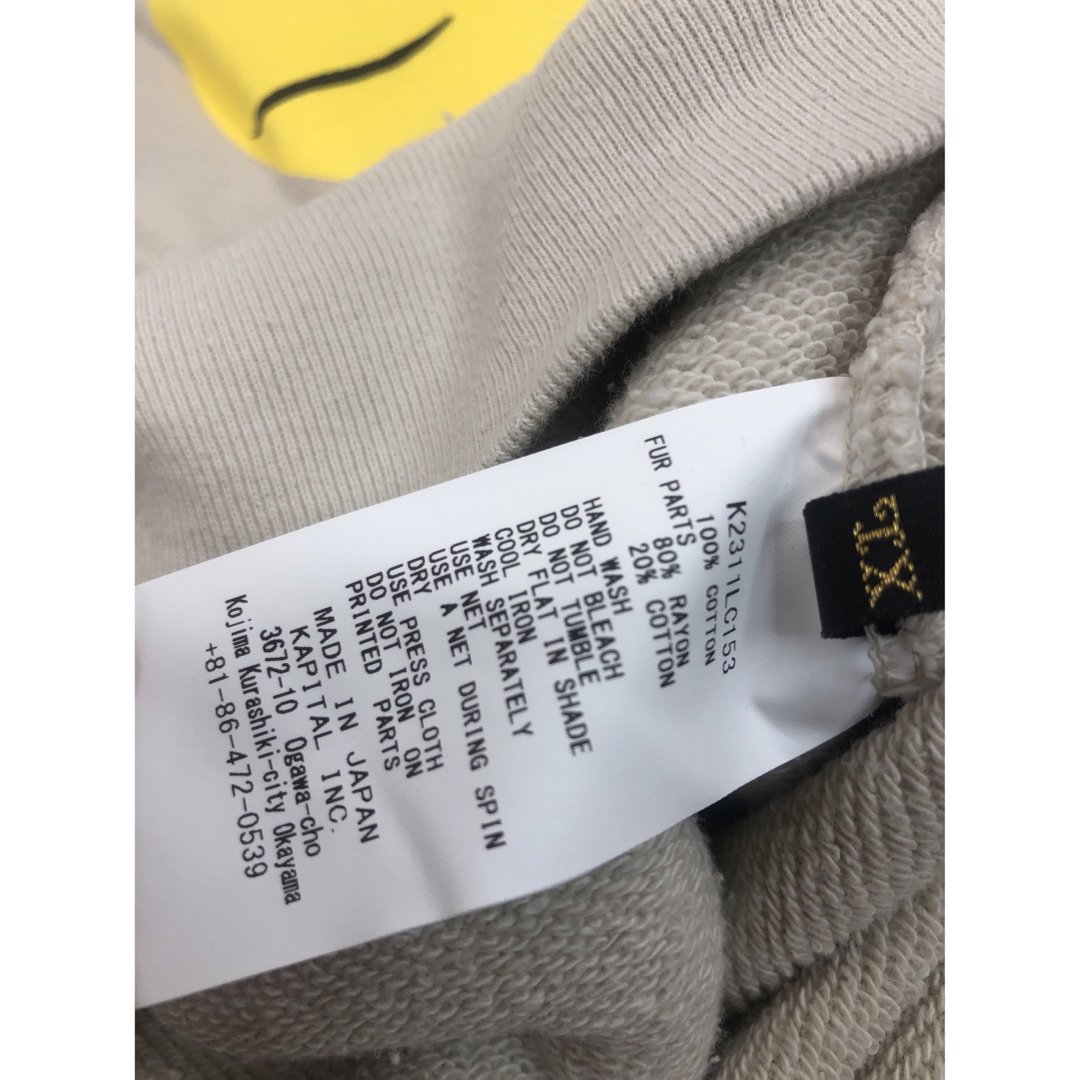 K2311LC153
100% COTTON
FUR PARTS
80% RAYON
20% COTTON
HAND WASH
DO NOT BLEACH
DO NOT TUMBLE
DRY FLAT IN SHADE
COOL IRON
WASH SEPARATELY
USE NET
USE A NET DURING SPIN
DRY
USE PRESS CLOTH
DO NOT IRON ON
PRINTED PARTS
MADE IN JAPAN
KAPITAL INC.
3672-10 Ogawa-cho
Kojima Kurashiki-city Okayama
+81-86-472-0539
XL